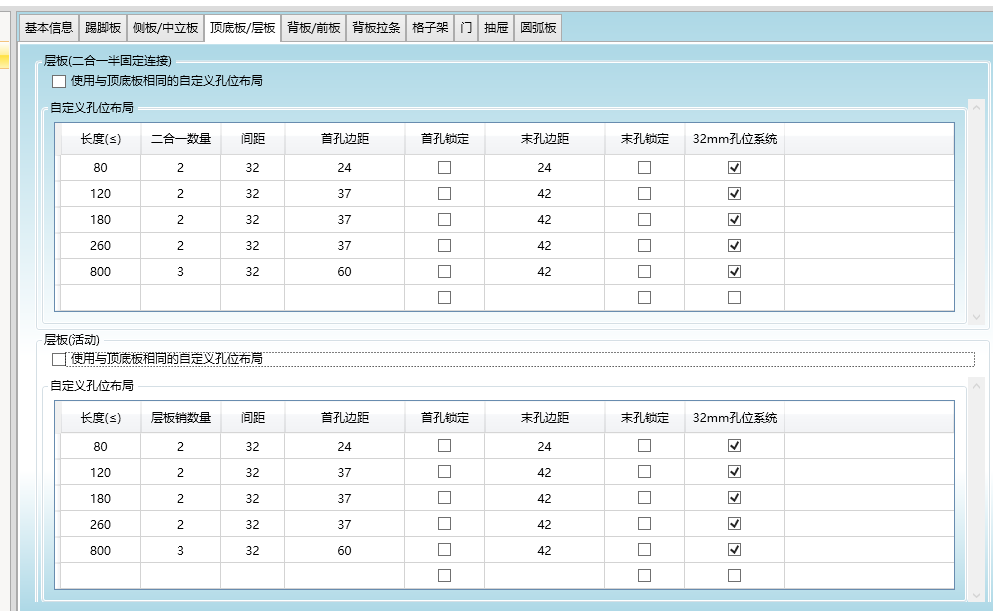 基本信息 踢脚板 侧板/中立板 顶底板/层板 背板/前板 背板拉条 格子架 门 抽屉 圆弧板
层板(二合一半固定连接)
使用与顶底板相同的自定义孔位布局
自定义孔位布局
长度(≤) 二合一数量 间距 首孔边距 首孔锁定 末孔边距 末孔锁定 32mm孔位系统
80 2 32 24 24
120 2 32 37 42
180 2 32 37 42
260 2 32 37 42
800 3 32 60 42
层板(活动)
使用与顶底板相同的自定义孔位布局
自定义孔位布局
长度(≤) 层板销数量 间距 首孔边距 首孔锁定 末孔边距 末孔锁定 32mm孔位系统
80 2 32 24 24
120 2 32 37 42
180 2 32 37 42
260 2 32 37 42
800 3 32 60 42